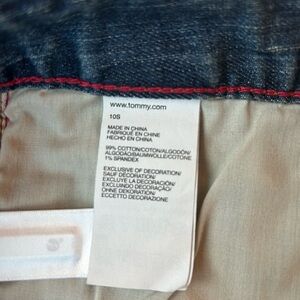 www.tommy.com
10S
MADE IN CHINA
FABRIQUÉ EN CHINE
HECHO EN CHINA
99% COTTON/COTON/ALGODÓN/
ALGODÃO/BAUMWOLLE/COTONE
1% SPANDEX
EXCLUSIVE OF DECORATION/
SAUF DECORATION/
EXCLUYE LA DECORACIÓN/
EXCLUINDO DECORAÇÃO/
OHNE DEKORATION/
ECCETTO DECORAZIONE